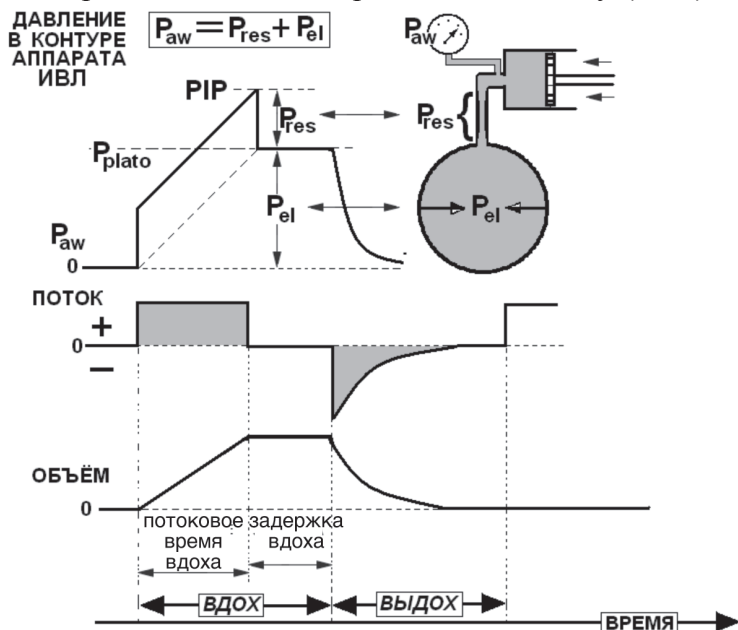 ДАВЛЕНИЕ
В КОНТУРЕ
АППАРАТА
ИВЛ
Paw=Pres+Pel
Paw
PIP
Pres
Pres
Pplato
Pel
Pel
Paw
0
ПОТОК
+
0
–
ОБЪЁМ
0
потоковое
время
вдоха
задержка
вдоха
ВДОХ
ВЫДОХ
ВРЕМЯ